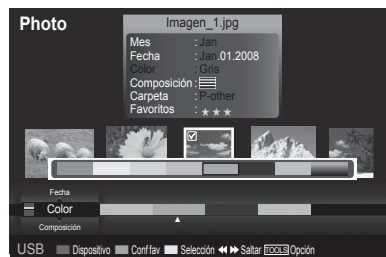 Photo
Imagen_1.jpg
Mes : Jan
Fecha : Jan.01.2008
Color : Gris
Composición :
Carpeta : P-other
Favoritos : ★★★
Fecha
Color
Composición
USB Dispositivo Conf fav Selección Saltar TOOLS Opción